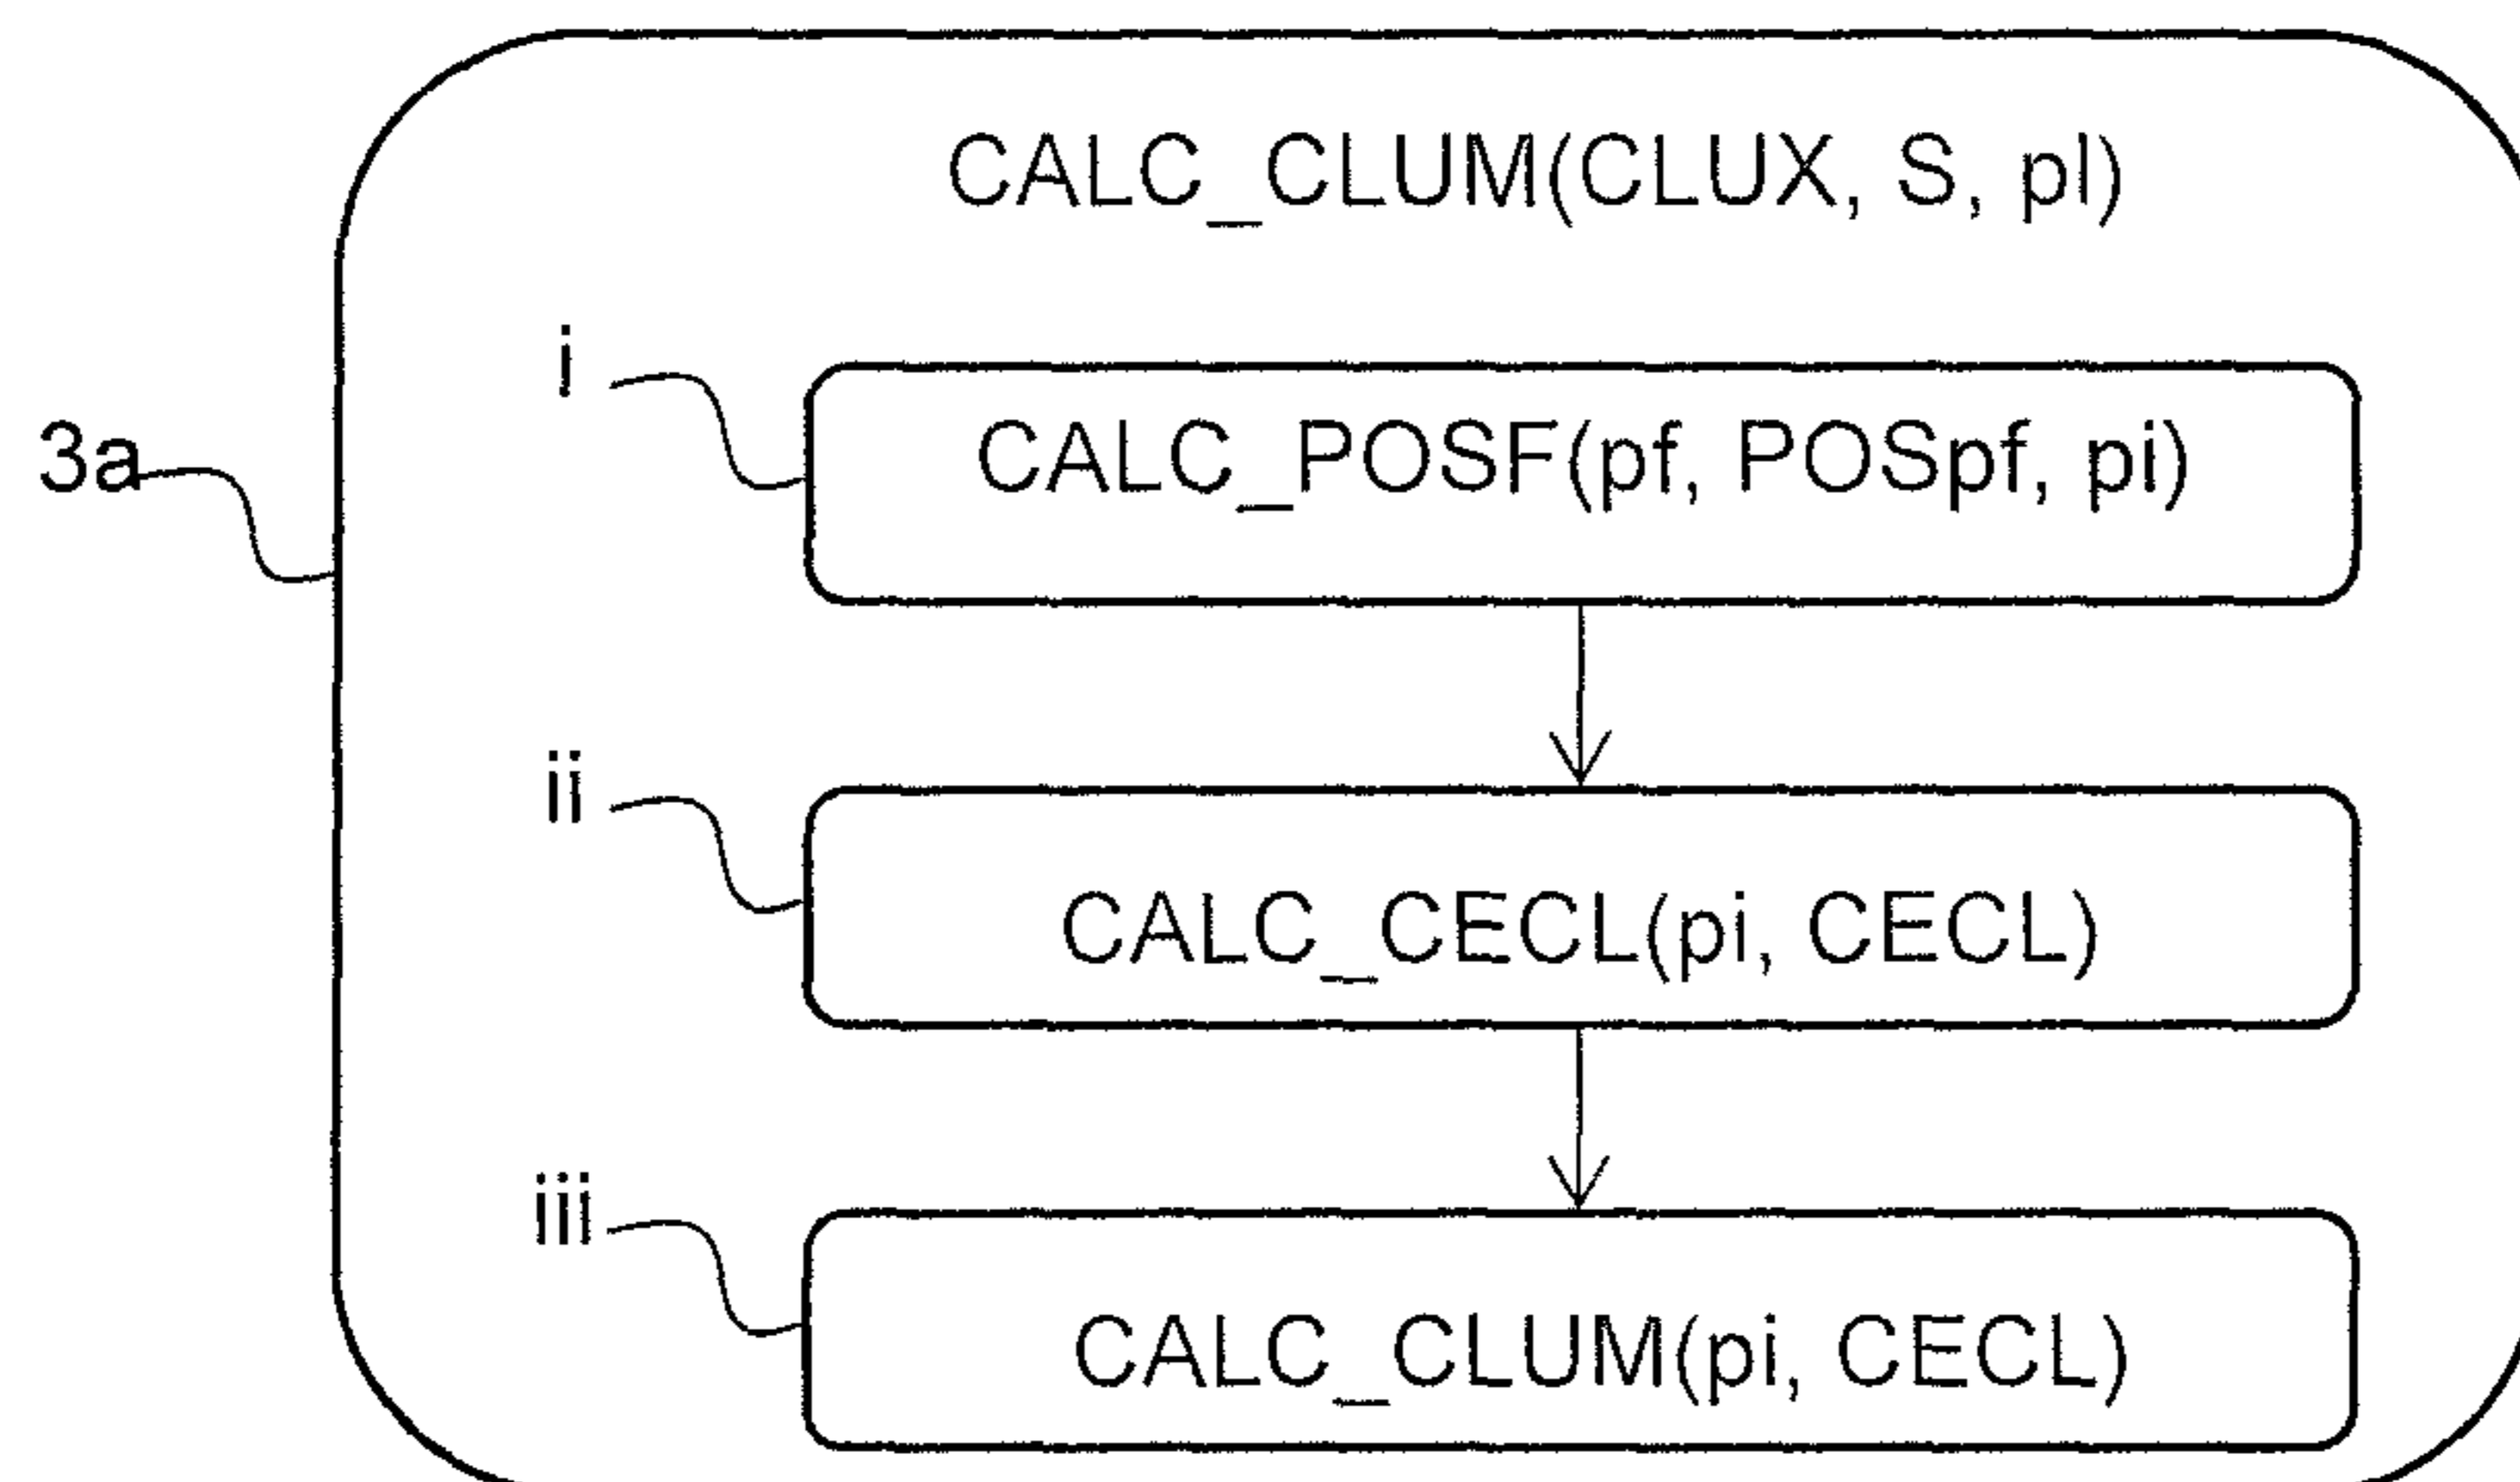 CALC_CLUM(CLUX, S, pl)
i
CALC_POSF(pf, POSpf, pi)
3a
ii
CALC_CECL(pi, CECL)
iii
CALC_CLUM(pi, CECL)